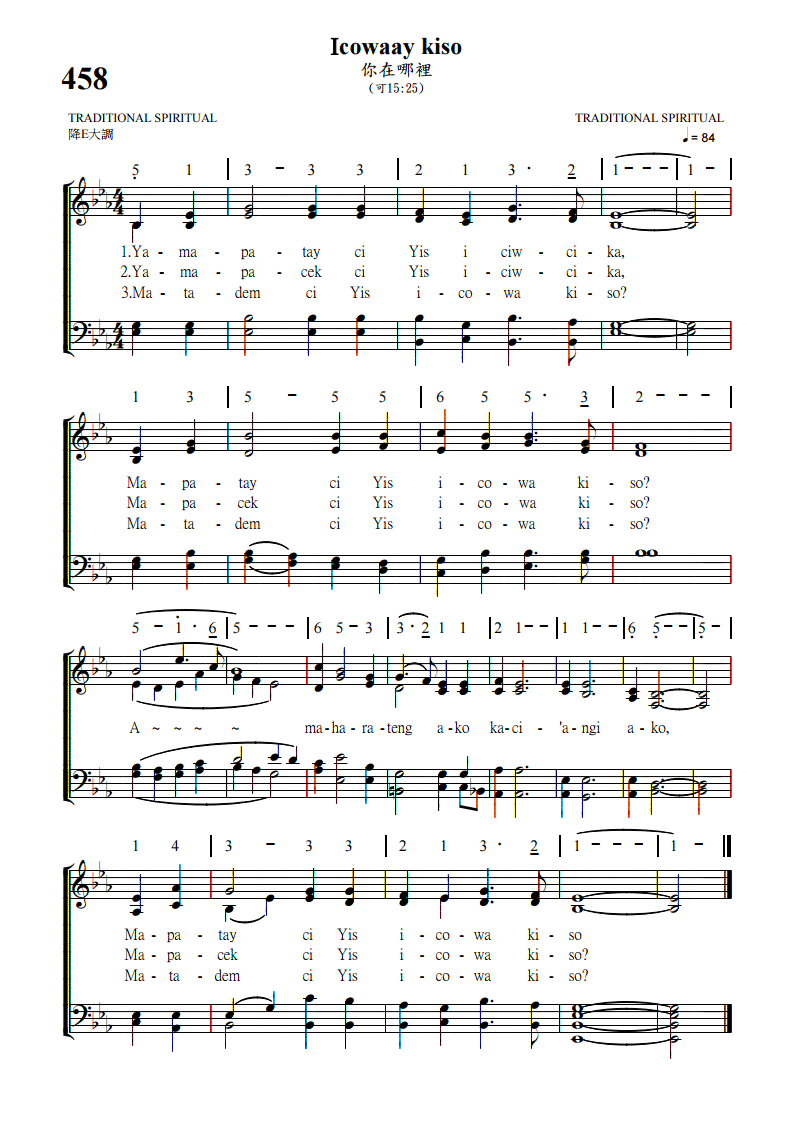 Icowaay kiso
你在哪裡
458
(可15:25)
TRADITIONAL SPIRITUAL
TRADITIONAL SPIRITUAL
降E大調
♩ = 84
5 1 | 3 - 3 3 | 2 1 3 · 2 | 1 - - - | 1 -
1.Ya - ma - pa - tay ci Yis i ciw - ci - ka,
2.Ya - ma - pa - cek ci Yis i - ciw - ci - ka,
3.Ma - ta - dem ci Yis i - co - wa ki - so?
1 3 | 5 - 5 5 | 6 5 5 · 3 | 2 - - -
Ma - pa - tay ci Yis i - co - wa ki - so?
Ma - pa - cek ci Yis i - co - wa ki - so?
Ma - ta - dem ci Yis i - co - wa ki - so?
5 - 1 · 6 | 5 - - - | 6 5 - 3 | 3 · 2 1 1 | 2 1 - - | 1 1 - - | 6 5 - - | 5 -
A ~ ~ ~ ~ ma - ha - ra - teng a - ko ka - ci - 'a - ngi a - ko,
1 4 | 3 - 3 3 | 2 1 3 · 2 | 1 - - - | 1 -
Ma - pa - tay ci Yis i - co - wa ki - so
Ma - pa - cek ci Yis i - co - wa ki - so?
Ma - ta - dem ci Yis i - co - wa ki - so?